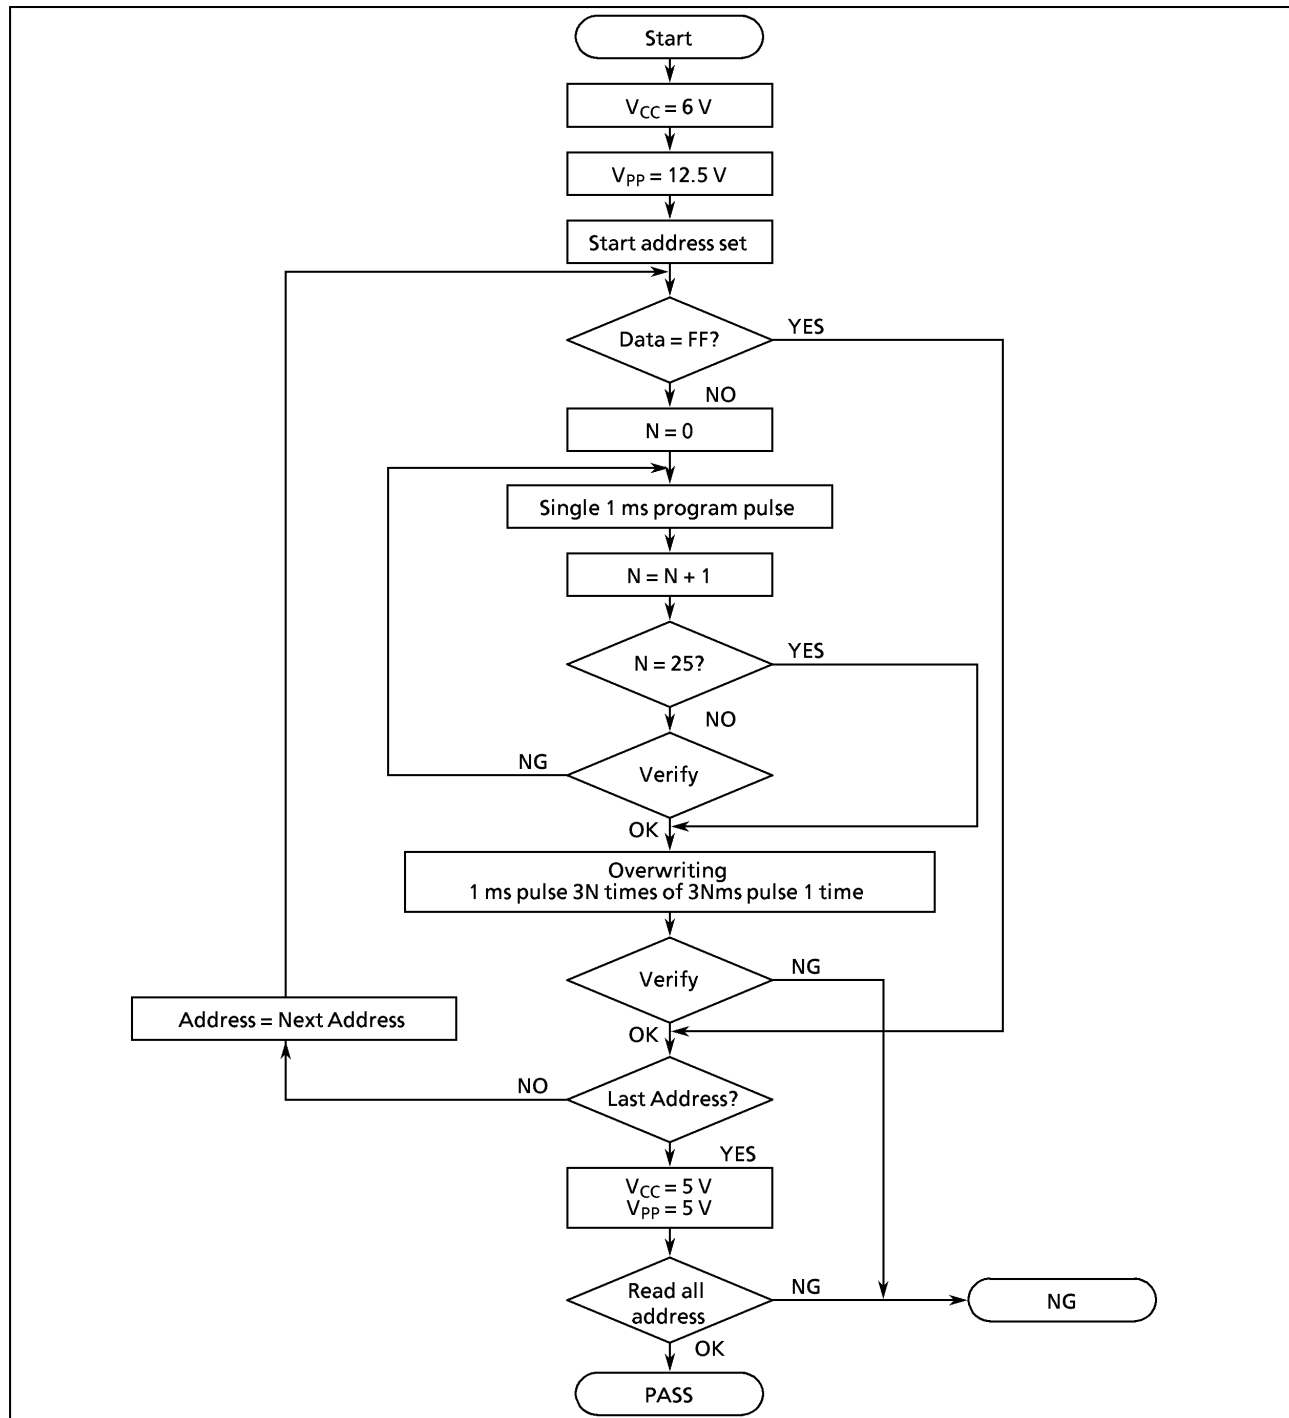 Start
VCC = 6 V
VPP = 12.5 V
Start address set
Data = FF?
YES
NO
N = 0
Single 1 ms program pulse
N = N + 1
N = 25?
YES
NO
NG
Verify
OK
Overwriting
1 ms pulse 3N times of 3Nms pulse 1 time
Verify
NG
Address = Next Address
OK
NO
Last Address?
YES
VCC = 5 V
VPP = 5 V
Read all
address
NG
NG
OK
PASS